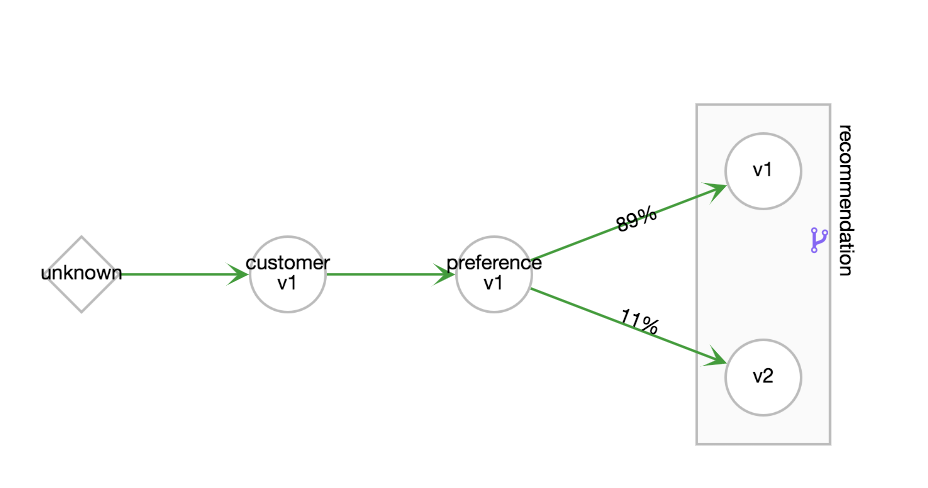 unknown
customer
v1
preference
v1
89%
11%
v1
v2
recommendation